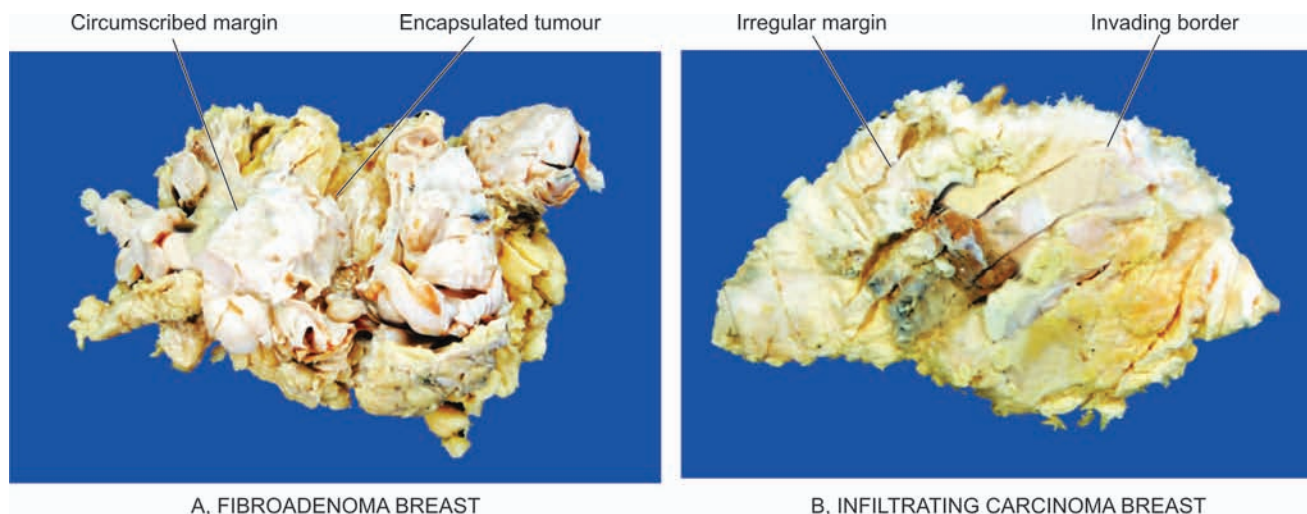 Circumscribed margin
Encapsulated tumour
Irregular margin
Invading border
A, FIBROADENOMA BREAST
B, INFILTRATING CARCINOMA BREAST